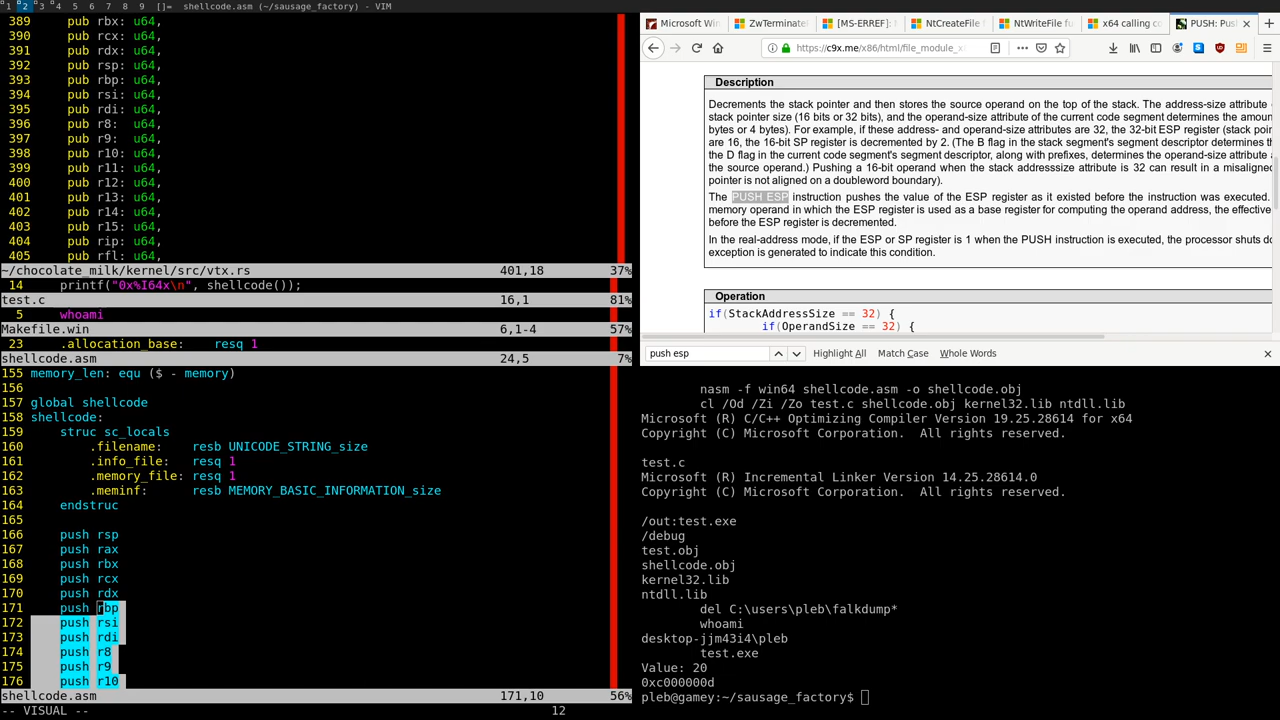 1 2 3 4 5 6 7 8 9 []= shellcode.asm (~/sausage_factory) - VIM
389 pub rbx: u64,
390 pub rcx: u64,
391 pub rdx: u64,
392 pub rsp: u64,
393 pub rbp: u64,
394 pub rsi: u64,
395 pub rdi: u64,
396 pub r8: u64,
397 pub r9: u64,
398 pub r10: u64,
399 pub r11: u64,
400 pub r12: u64,
401 pub r13: u64,
402 pub r14: u64,
403 pub r15: u64,
404 pub rip: u64,
405 pub rfl: u64,
~/chocolate_milk/kernel/src/vtx.rs 401,18 37%
14 printf("0x%I64x\n", shellcode());
test.c 16,1 81%
5 whoami
Makefile.win 6,1-4 57%
23 .allocation_base: resq 1
shellcode.asm 24,5 7%
155 memory_len: equ ($ - memory)
156
157 global shellcode
158 shellcode:
159 struc sc_locals
160 .filename: resb UNICODE_STRING_size
161 .info_file: resq 1
162 .memory_file: resq 1
163 .meminf: resb MEMORY_BASIC_INFORMATION_size
164 endstruc
165
166 push rsp
167 push rax
168 push rbx
169 push rcx
170 push rdx
171 push rbp
172 push rsi
173 push rdi
174 push r8
175 push r9
176 push r10
shellcode.asm 171,10 56%
-- VISUAL -- 12
Microsoft Win
ZwTerminate
[MS-ERREF]:
NtCreateFile
NtWriteFile fu
x64 calling co
PUSH: Pus
https://c9x.me/x86/html/file_module_x
Description
Decrements the stack pointer and then stores the source operand on the top of the stack. The address-size attribute
stack pointer size (16 bits or 32 bits), and the operand-size attribute of the current code segment determines the amoun
bytes or 4 bytes). For example, if these address- and operand-size attributes are 32, the 32-bit ESP register (stack poin
are 16, the 16-bit SP register is decremented by 2. (The B flag in the stack segment's segment descriptor determines th
the D flag in the current code segment's segment descriptor, along with prefixes, determines the operand-size attribute
the source operand.) Pushing a 16-bit operand when the stack addresssize attribute is 32 can result in a misaligne
pointer is not aligned on a doubleword boundary).
The PUSH ESP instruction pushes the value of the ESP register as it existed before the instruction was executed.
memory operand in which the ESP register is used as a base register for computing the operand address, the effective
before the ESP register is decremented.
In the real-address mode, if the ESP or SP register is 1 when the PUSH instruction is executed, the processor shuts do
exception is generated to indicate this condition.
Operation
if(StackAddressSize == 32) {
if(OperandSize == 32) {
push esp Highlight All Match Case Whole Words
nasm -f win64 shellcode.asm -o shellcode.obj
cl /Od /Zi /Zo test.c shellcode.obj kernel32.lib ntdll.lib
Microsoft (R) C/C++ Optimizing Compiler Version 19.25.28614 for x64
Copyright (C) Microsoft Corporation. All rights reserved.
test.c
Microsoft (R) Incremental Linker Version 14.25.28614.0
Copyright (C) Microsoft Corporation. All rights reserved.
/out:test.exe
/debug
test.obj
shellcode.obj
kernel32.lib
ntdll.lib
del C:\users\pleb\falkdump*
whoami
desktop-jjm43i4\pleb
test.exe
Value: 20
0xc000000d
pleb@gamey:~/sausage_factory$